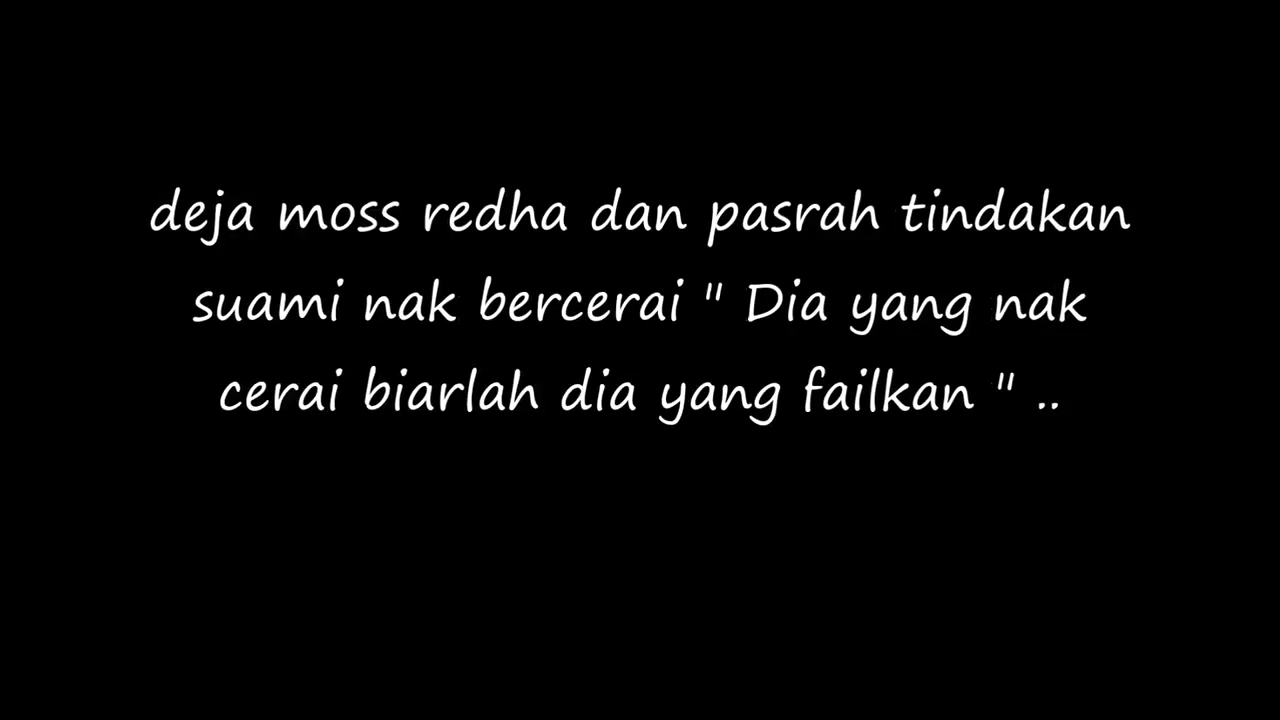 deja moss redha dan pasrah tindakan
suami nak bercerai " Dia yang nak
cerai biarlah dia yang failkan " ..